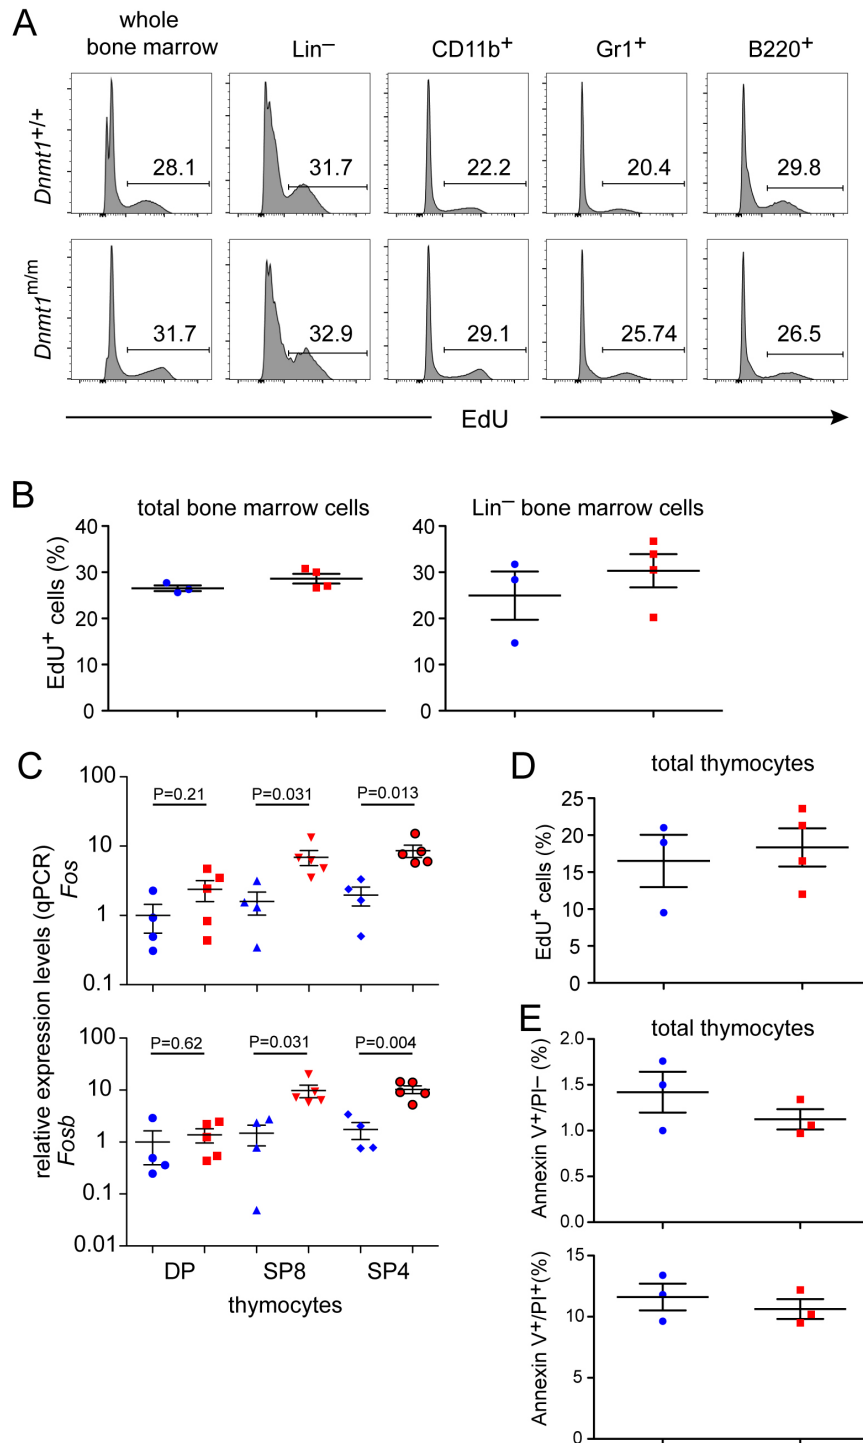 A
whole
bone marrow
Lin–
CD11b+
Gr1+
B220+
Dnmt1+/+
28.1
31.7
22.2
20.4
29.8
Dnmt1m/m
31.7
32.9
29.1
25.74
26.5
EdU
B
total bone marrow cells
Lin– bone marrow cells
EdU+ cells (%)
40
30
20
10
0
40
30
20
10
0
C
relative expression levels (qPCR)
Fos
100
10
1
0.1
P=0.21
P=0.031
P=0.013
Fosb
100
10
1
0.1
0.01
P=0.62
P=0.031
P=0.004
DP
SP8
SP4
thymocytes
D
total thymocytes
EdU+ cells (%)
25
20
15
10
5
0
E
total thymocytes
Annexin V+/PI– (%)
2.0
1.5
1.0
0.5
0.0
Annexin V+/PI+(%)
15
10
5
0